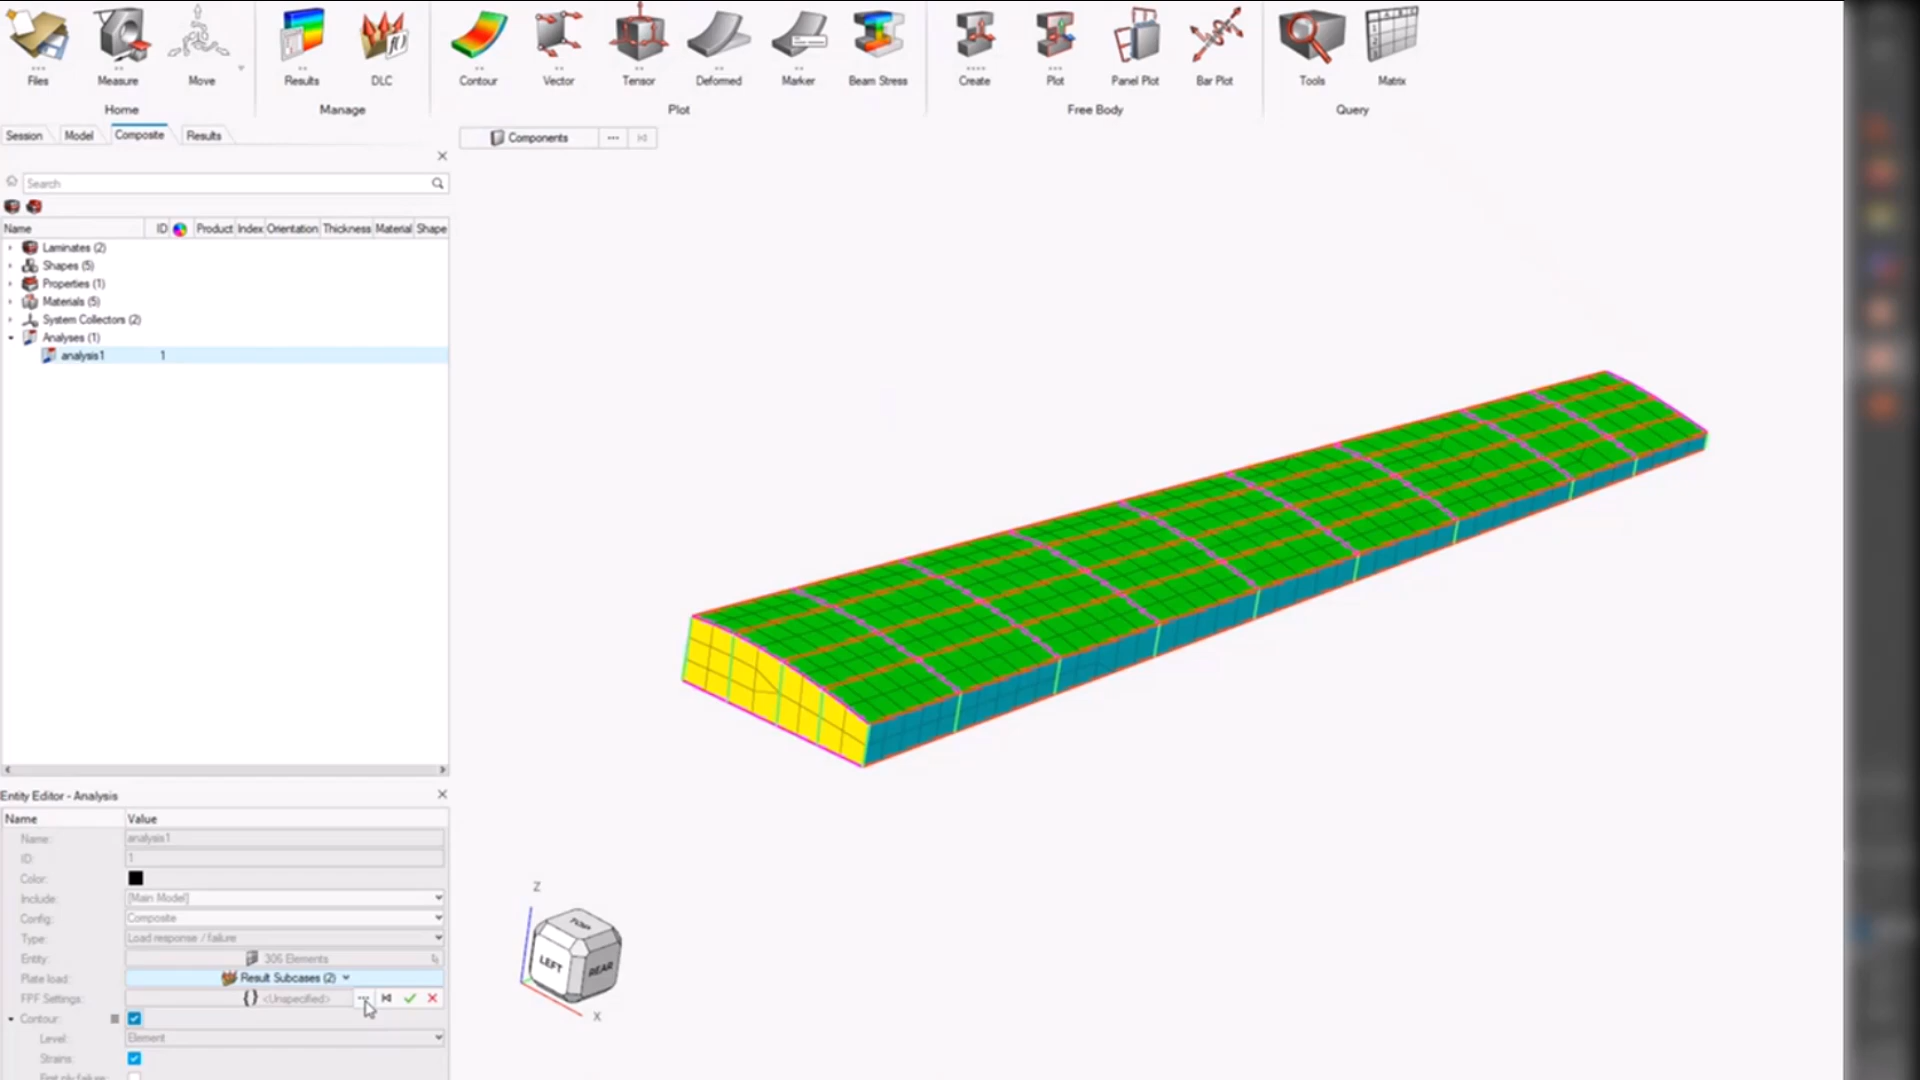 Files Measure Move Results DLC Contour Vector Tensor Deformed Marker Beam Stress Create Plot Panel Plot Bar Plot Tools Matrix
Home Manage Plot Free Body Query
Session Model Composite Results
Components
Search
Name ID Product Index Orientation Thickness Material Shape
Laminates (2)
Shapes (5)
Properties (1)
Materials (5)
System Collectors (2)
Analyses (1)
analysis1 1
Entity Editor - Analysis
Name Value
Name: analysis1
ID: 1
Color:
Include: [Main Model]
Config: Composite
Type: Load response / failure
Entity: 306 Elements
Plate load: Result Subcases (2)
FPF Settings: <Unspecified>
Contour:
Level: Element
Strains:
First ply failure:
Z
TOP
LEFT REAR
X